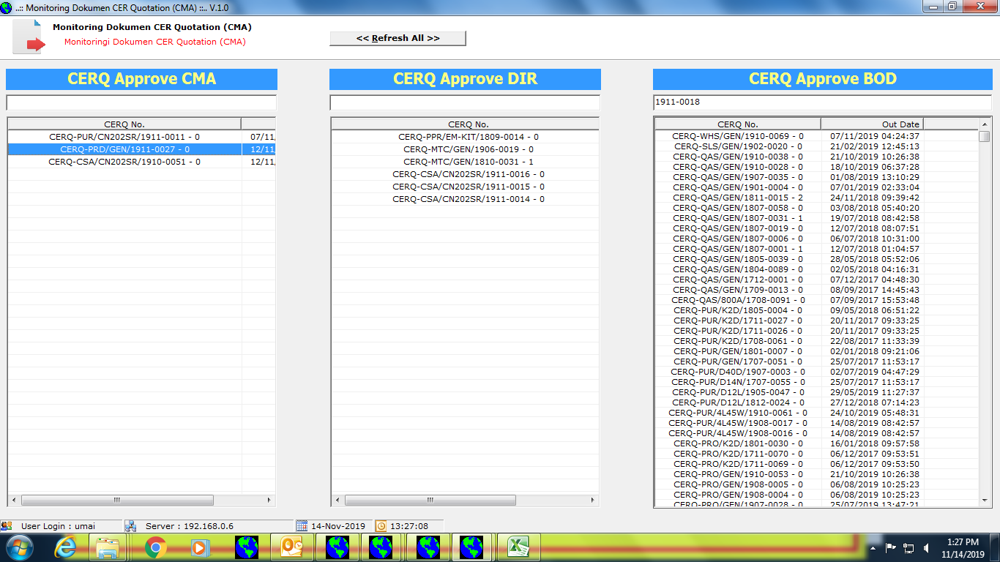 ..:: Monitoring Dokumen CER Quotation (CMA) ::.. V.1.0
Monitoring Dokumen CER Quotation (CMA)
Monitoringi Dokumen CER Quotation (CMA)
<< Refresh All >>
CERQ Approve CMA
CERQ No.
CERQ-PUR/CN202SR/1911-0011 - 0 07/11/
CERQ-PRD/GEN/1911-0027 - 0 12/11/
CERQ-CSA/CN202SR/1910-0051 - 0 12/11/
CERQ Approve DIR
CERQ No.
CERQ-PPR/EM-KIT/1809-0014 - 0
CERQ-MTC/GEN/1906-0019 - 0
CERQ-MTC/GEN/1810-0031 - 1
CERQ-CSA/CN202SR/1911-0016 - 0
CERQ-CSA/CN202SR/1911-0015 - 0
CERQ-CSA/CN202SR/1911-0014 - 0
CERQ Approve BOD
1911-0018
CERQ No. Out Date
CERQ-WHS/GEN/1910-0069 - 0 07/11/2019 04:24:37
CERQ-SLS/GEN/1902-0020 - 0 21/02/2019 12:45:13
CERQ-QAS/GEN/1910-0038 - 0 21/10/2019 10:26:38
CERQ-QAS/GEN/1910-0028 - 0 18/10/2019 06:37:28
CERQ-QAS/GEN/1907-0035 - 0 01/08/2019 13:10:29
CERQ-QAS/GEN/1901-0004 - 0 07/01/2019 02:33:04
CERQ-QAS/GEN/1811-0015 - 2 24/11/2018 09:39:42
CERQ-QAS/GEN/1807-0058 - 0 03/08/2018 05:40:20
CERQ-QAS/GEN/1807-0031 - 1 19/07/2018 08:42:58
CERQ-QAS/GEN/1807-0019 - 0 12/07/2018 08:07:51
CERQ-QAS/GEN/1807-0006 - 0 06/07/2018 10:31:00
CERQ-QAS/GEN/1807-0001 - 1 12/07/2018 01:04:57
CERQ-QAS/GEN/1805-0039 - 0 28/05/2018 05:52:06
CERQ-QAS/GEN/1804-0089 - 0 02/05/2018 04:16:31
CERQ-QAS/GEN/1712-0001 - 0 07/12/2017 04:48:30
CERQ-QAS/GEN/1709-0013 - 0 08/09/2017 14:45:43
CERQ-QAS/800A/1708-0091 - 0 07/09/2017 15:53:48
CERQ-PUR/K2D/1805-0004 - 0 09/05/2018 06:51:22
CERQ-PUR/K2D/1711-0027 - 0 20/11/2017 09:33:25
CERQ-PUR/K2D/1711-0026 - 0 20/11/2017 09:33:25
CERQ-PUR/K2D/1708-0061 - 0 22/08/2017 11:33:39
CERQ-PUR/GEN/1801-0007 - 0 02/01/2018 09:21:06
CERQ-PUR/GEN/1707-0051 - 0 25/07/2017 11:53:17
CERQ-PUR/D40D/1907-0003 - 0 02/07/2019 04:47:29
CERQ-PUR/D14N/1707-0055 - 0 25/07/2017 11:53:17
CERQ-PUR/D12L/1905-0047 - 0 29/05/2019 11:27:37
CERQ-PUR/D12L/1812-0024 - 0 27/12/2018 07:14:23
CERQ-PUR/4L45W/1910-0061 - 0 24/10/2019 05:48:31
CERQ-PUR/4L45W/1908-0017 - 0 14/08/2019 08:42:57
CERQ-PUR/4L45W/1908-0016 - 0 14/08/2019 08:42:57
CERQ-PRO/K2D/1801-0030 - 0 16/01/2018 09:57:58
CERQ-PRO/K2D/1711-0070 - 0 06/12/2017 09:53:51
CERQ-PRO/K2D/1711-0069 - 0 06/12/2017 09:53:50
CERQ-PRO/GEN/1910-0053 - 0 21/10/2019 10:26:38
CERQ-PRO/GEN/1908-0005 - 0 06/08/2019 10:25:23
CERQ-PRO/GEN/1908-0004 - 0 06/08/2019 10:25:23
CERQ-PRO/GEN/1907-0028 - 0 25/07/2019 13:47:21
User Login : umai Server : 192.168.0.6 14-Nov-2019 13:27:08
1:27 PM
11/14/2019